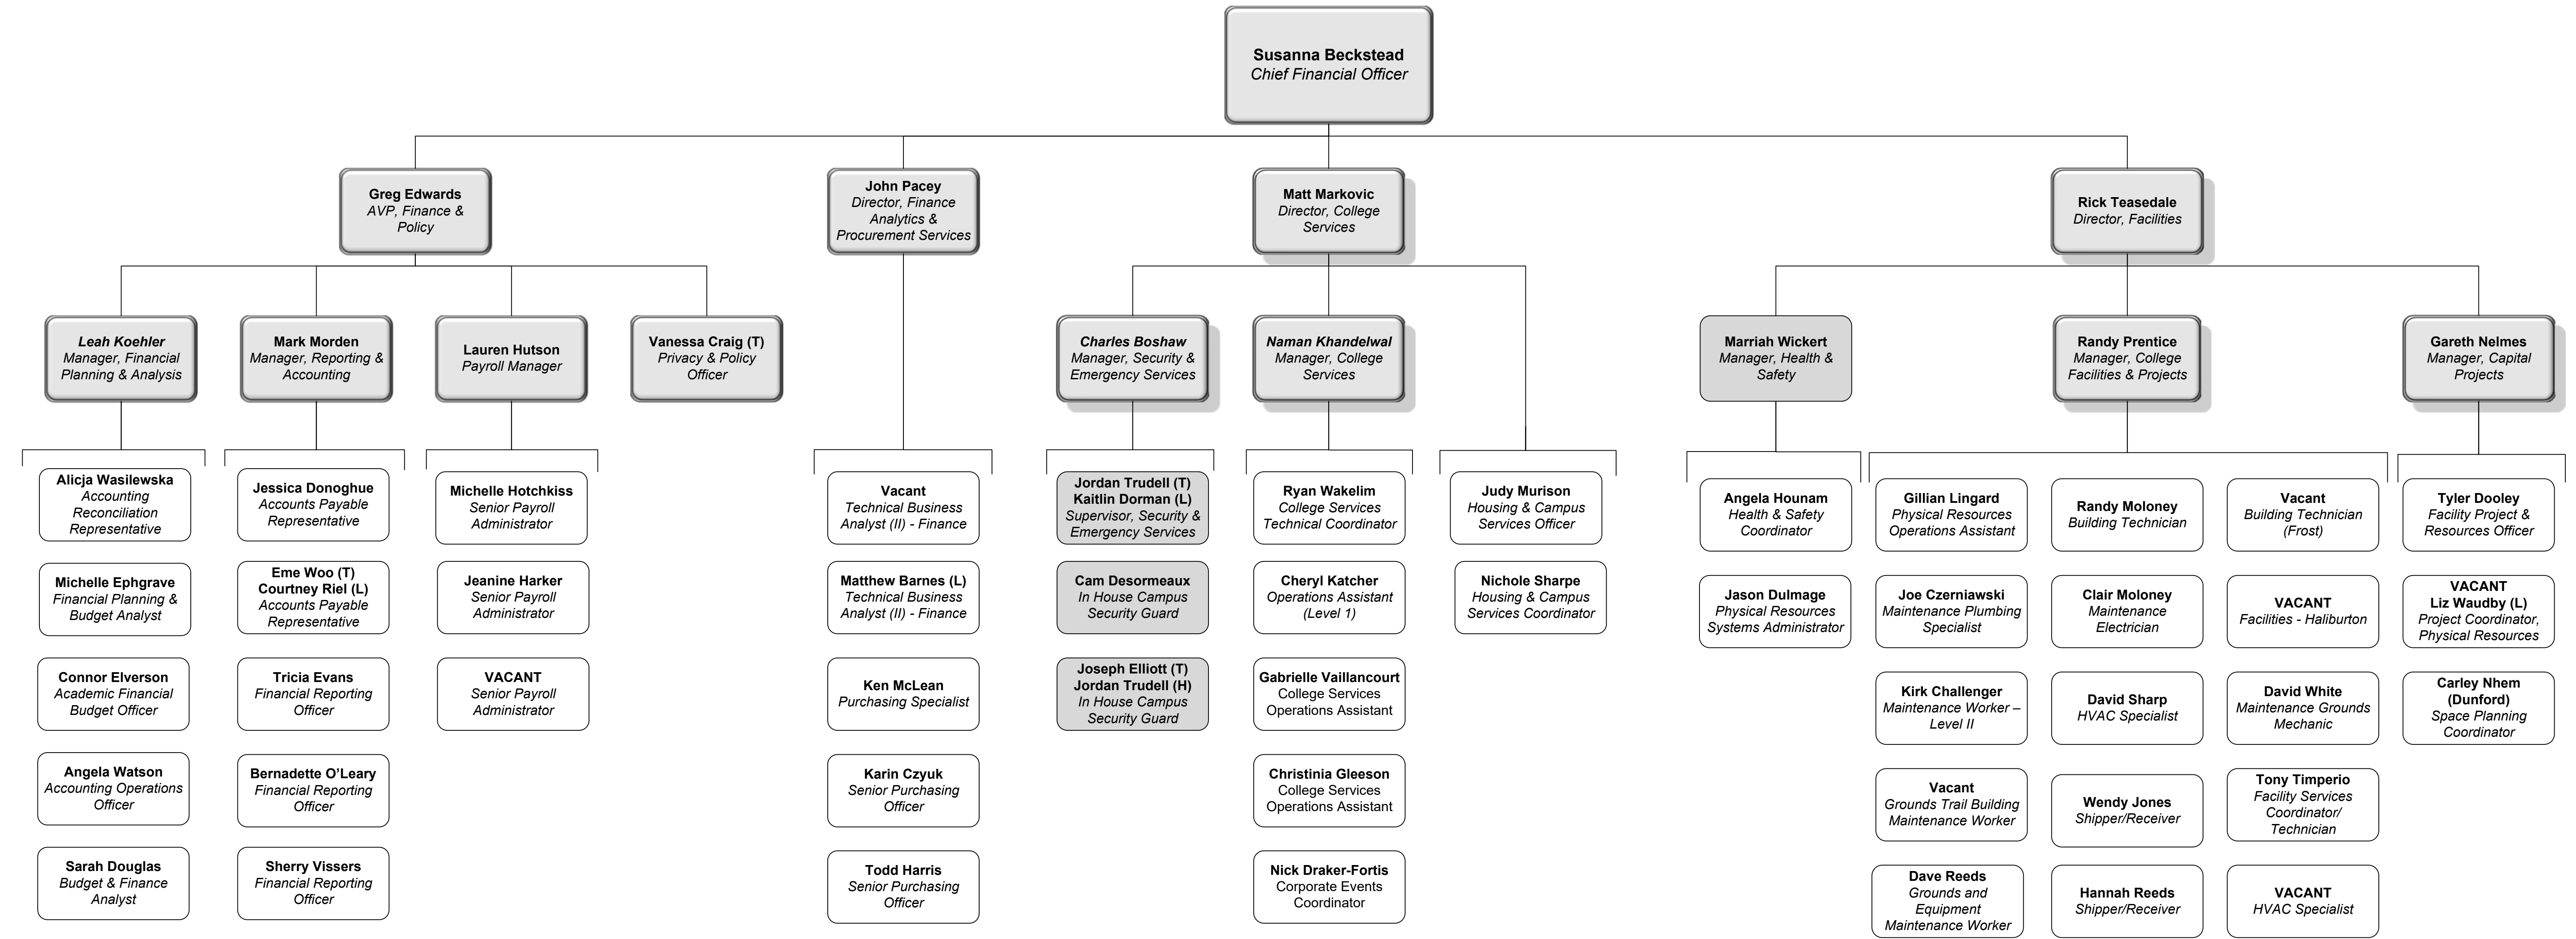 Susanna Beckstead
Chief Financial Officer
Greg Edwards
AVP, Finance &
Policy
John Pacey
Director, Finance
Analytics &
Procurement Services
Matt Markovic
Director, College
Services
Rick Teasedale
Director, Facilities
Leah Koehler
Manager, Financial
Planning & Analysis
Mark Morden
Manager, Reporting &
Accounting
Lauren Hutson
Payroll Manager
Vanessa Craig (T)
Privacy & Policy
Officer
Charles Boshaw
Manager, Security &
Emergency Services
Naman Khandelwal
Manager, College
Services
Marriah Wickert
Manager, Health &
Safety
Randy Prentice
Manager, College
Facilities & Projects
Gareth Nelmes
Manager, Capital
Projects
Alicja Wasilewska
Accounting
Reconciliation
Representative
Michelle Ephgrave
Financial Planning &
Budget Analyst
Connor Elverson
Academic Financial
Budget Officer
Angela Watson
Accounting Operations
Officer
Sarah Douglas
Budget & Finance
Analyst
Jessica Donoghue
Accounts Payable
Representative
Eme Woo (T)
Courtney Riel (L)
Accounts Payable
Representative
Tricia Evans
Financial Reporting
Officer
Bernadette O’Leary
Financial Reporting
Officer
Sherry Vissers
Financial Reporting
Officer
Michelle Hotchkiss
Senior Payroll
Administrator
Jeanine Harker
Senior Payroll
Administrator
VACANT
Senior Payroll
Administrator
Vacant
Technical Business
Analyst (II) - Finance
Matthew Barnes (L)
Technical Business
Analyst (II) - Finance
Ken McLean
Purchasing Specialist
Karin Czyuk
Senior Purchasing
Officer
Todd Harris
Senior Purchasing
Officer
Jordan Trudell (T)
Kaitlin Dorman (L)
Supervisor, Security &
Emergency Services
Cam Desormeaux
In House Campus
Security Guard
Joseph Elliott (T)
Jordan Trudell (H)
In House Campus
Security Guard
Ryan Wakelim
College Services
Technical Coordinator
Cheryl Katcher
Operations Assistant
(Level 1)
Gabrielle Vaillancourt
College Services
Operations Assistant
Christinia Gleeson
College Services
Operations Assistant
Nick Draker-Fortis
Corporate Events
Coordinator
Judy Murison
Housing & Campus
Services Officer
Nichole Sharpe
Housing & Campus
Services Coordinator
Angela Hounam
Health & Safety
Coordinator
Jason Dulmage
Physical Resources
Systems Administrator
Gillian Lingard
Physical Resources
Operations Assistant
Joe Czerniawski
Maintenance Plumbing
Specialist
Kirk Challenger
Maintenance Worker –
Level II
Vacant
Grounds Trail Building
Maintenance Worker
Dave Reeds
Grounds and
Equipment
Maintenance Worker
Randy Moloney
Building Technician
Clair Moloney
Maintenance
Electrician
David Sharp
HVAC Specialist
Wendy Jones
Shipper/Receiver
Hannah Reeds
Shipper/Receiver
Vacant
Building Technician
(Frost)
VACANT
Facilities - Haliburton
David White
Maintenance Grounds
Mechanic
Tony Timperio
Facility Services
Coordinator/
Technician
VACANT
HVAC Specialist
Tyler Dooley
Facility Project &
Resources Officer
VACANT
Liz Waudby (L)
Project Coordinator,
Physical Resources
Carley Nhem
(Dunford)
Space Planning
Coordinator